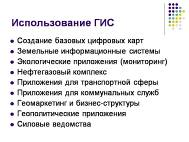 Использование ГИС
Создание базовых цифровых карт
Земельные информационные системы
Экологические приложения (мониторинг)
Нефтегазовый комплекс
Приложения для транспортной сферы
Приложения для коммунальных служб
Геомаркетинг и бизнес-структуры
Геополитические приложения
Силовые ведомства